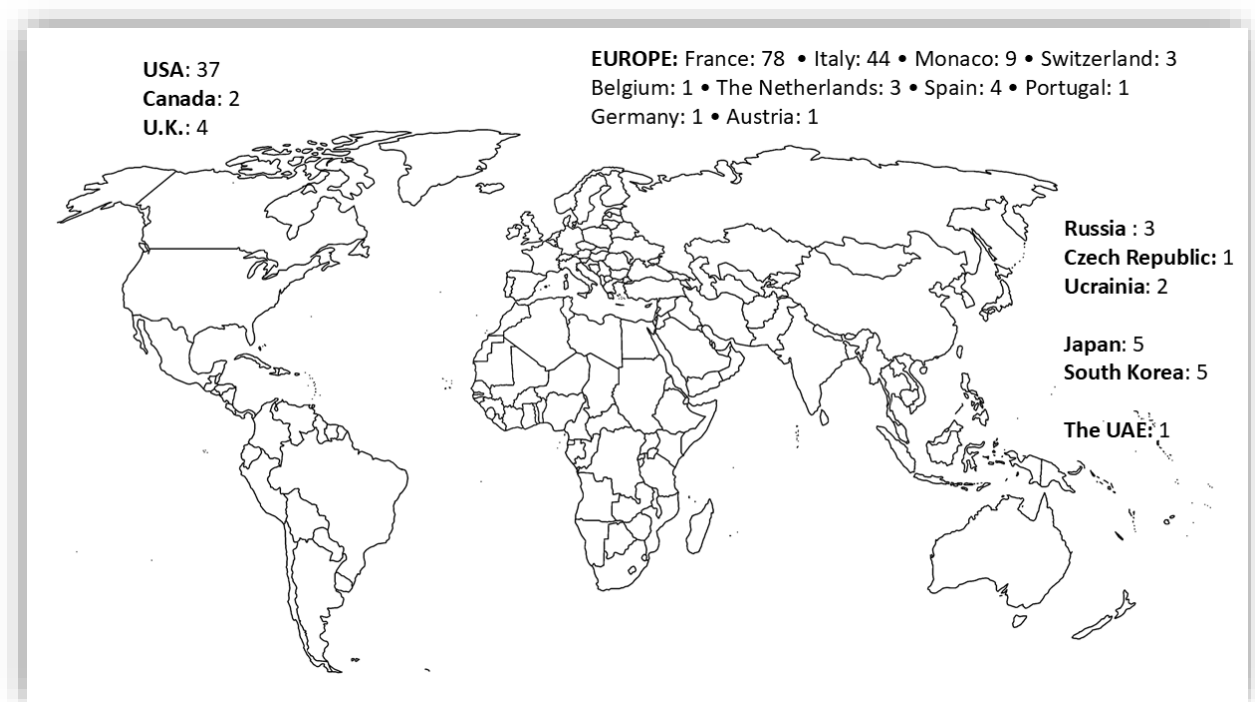 USA: 37
Canada: 2
U.K.: 4
EUROPE: France: 78 • Italy: 44 • Monaco: 9 • Switzerland: 3
Belgium: 1 • The Netherlands: 3 • Spain: 4 • Portugal: 1
Germany: 1 • Austria: 1
Russia : 3
Czech Republic: 1
Ucrainia: 2
Japan: 5
South Korea: 5
The UAE: 1